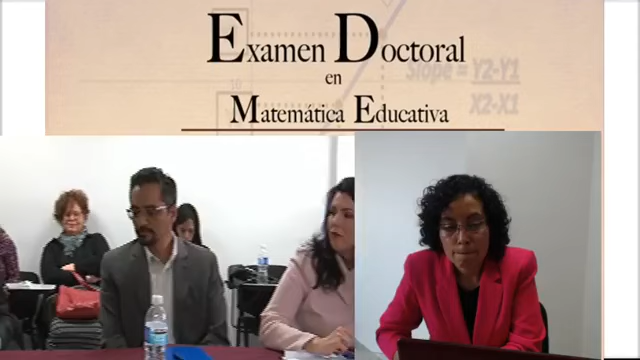 Examen Doctoral
en
Matemática Educativa
Slope = Y2-Y1
X2-X1